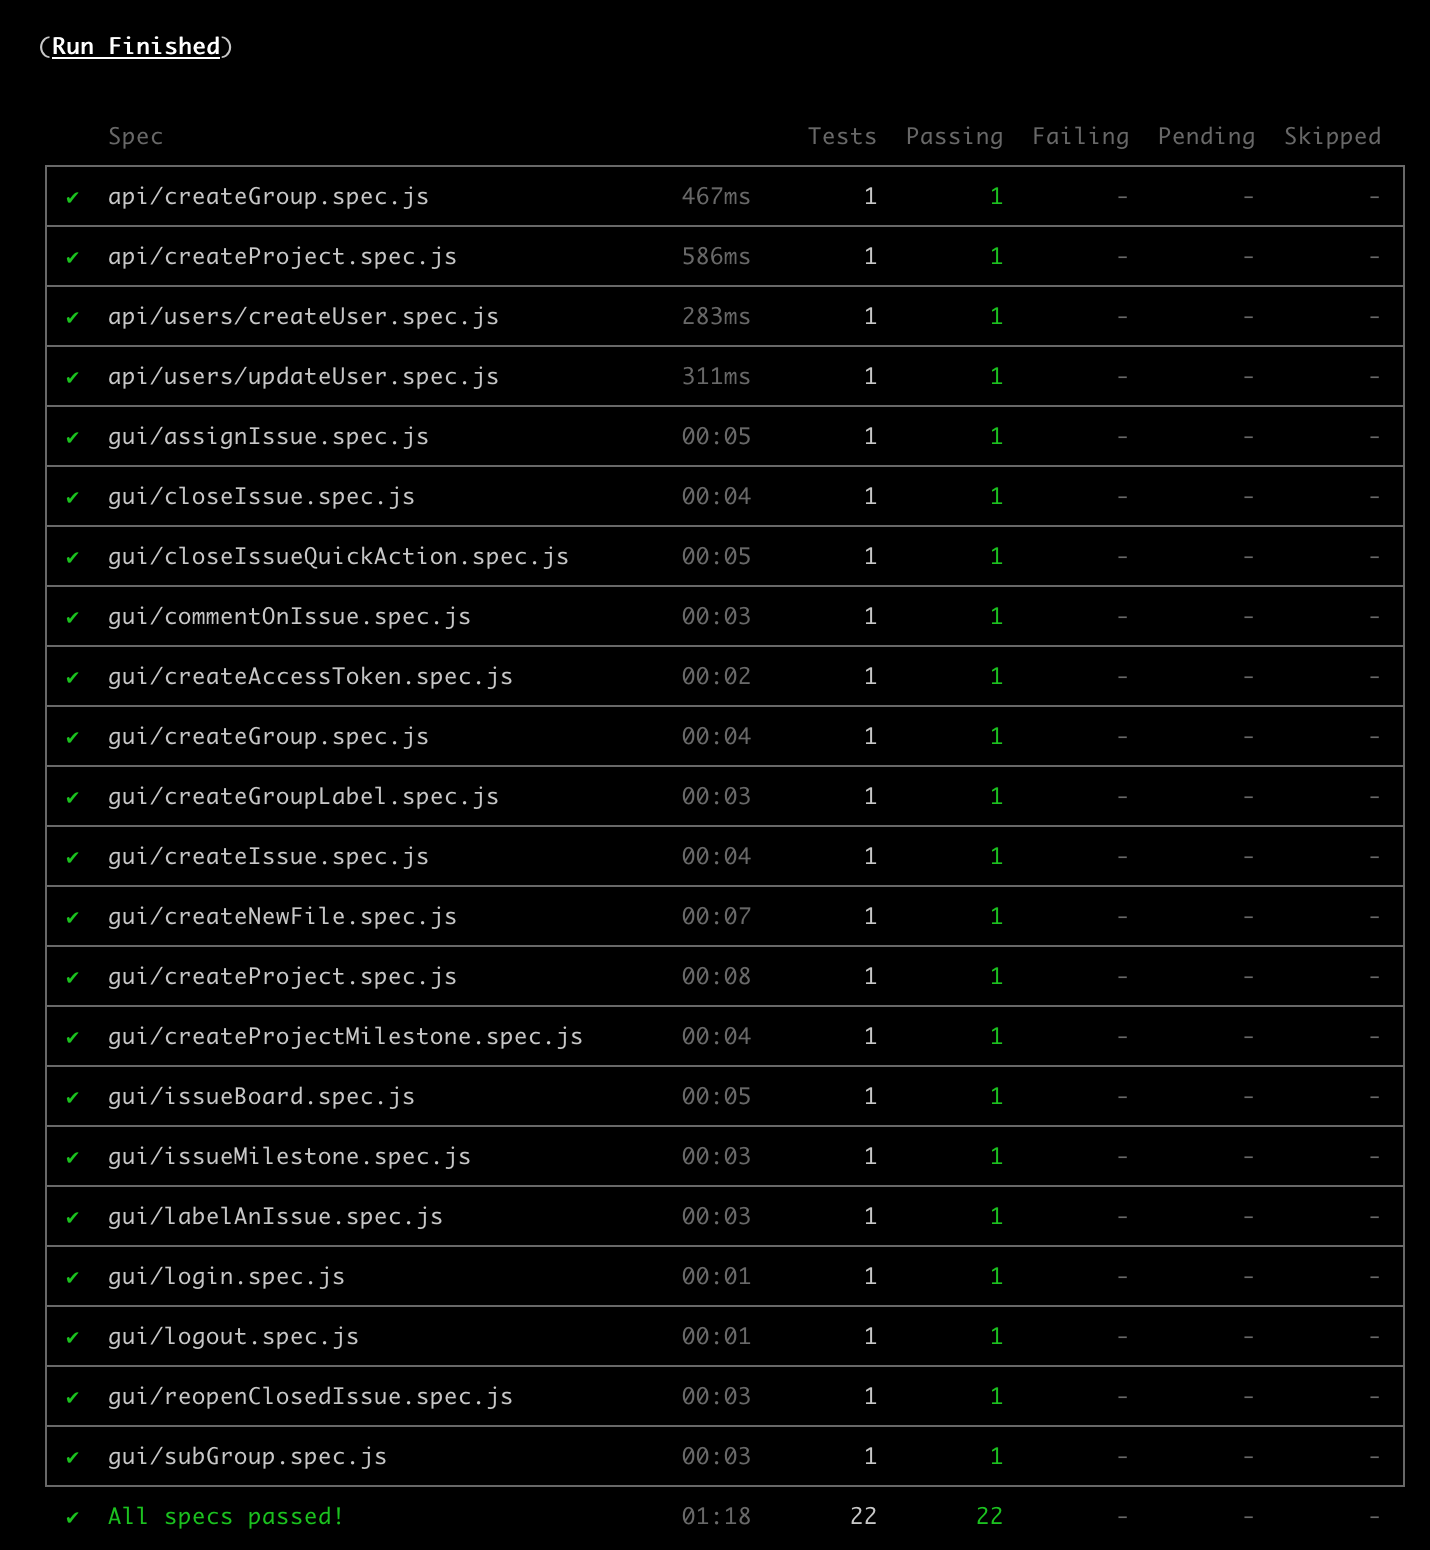 (Run Finished)
Spec Tests Passing Failing Pending Skipped
✔ api/createGroup.spec.js 467ms 1 1 - - -
✔ api/createProject.spec.js 586ms 1 1 - - -
✔ api/users/createUser.spec.js 283ms 1 1 - - -
✔ api/users/updateUser.spec.js 311ms 1 1 - - -
✔ gui/assignIssue.spec.js 00:05 1 1 - - -
✔ gui/closeIssue.spec.js 00:04 1 1 - - -
✔ gui/closeIssueQuickAction.spec.js 00:05 1 1 - - -
✔ gui/commentOnIssue.spec.js 00:03 1 1 - - -
✔ gui/createAccessToken.spec.js 00:02 1 1 - - -
✔ gui/createGroup.spec.js 00:04 1 1 - - -
✔ gui/createGroupLabel.spec.js 00:03 1 1 - - -
✔ gui/createIssue.spec.js 00:04 1 1 - - -
✔ gui/createNewFile.spec.js 00:07 1 1 - - -
✔ gui/createProject.spec.js 00:08 1 1 - - -
✔ gui/createProjectMilestone.spec.js 00:04 1 1 - - -
✔ gui/issueBoard.spec.js 00:05 1 1 - - -
✔ gui/issueMilestone.spec.js 00:03 1 1 - - -
✔ gui/labelAnIssue.spec.js 00:03 1 1 - - -
✔ gui/login.spec.js 00:01 1 1 - - -
✔ gui/logout.spec.js 00:01 1 1 - - -
✔ gui/reopenClosedIssue.spec.js 00:03 1 1 - - -
✔ gui/subGroup.spec.js 00:03 1 1 - - -
✔ All specs passed! 01:18 22 22 - - -